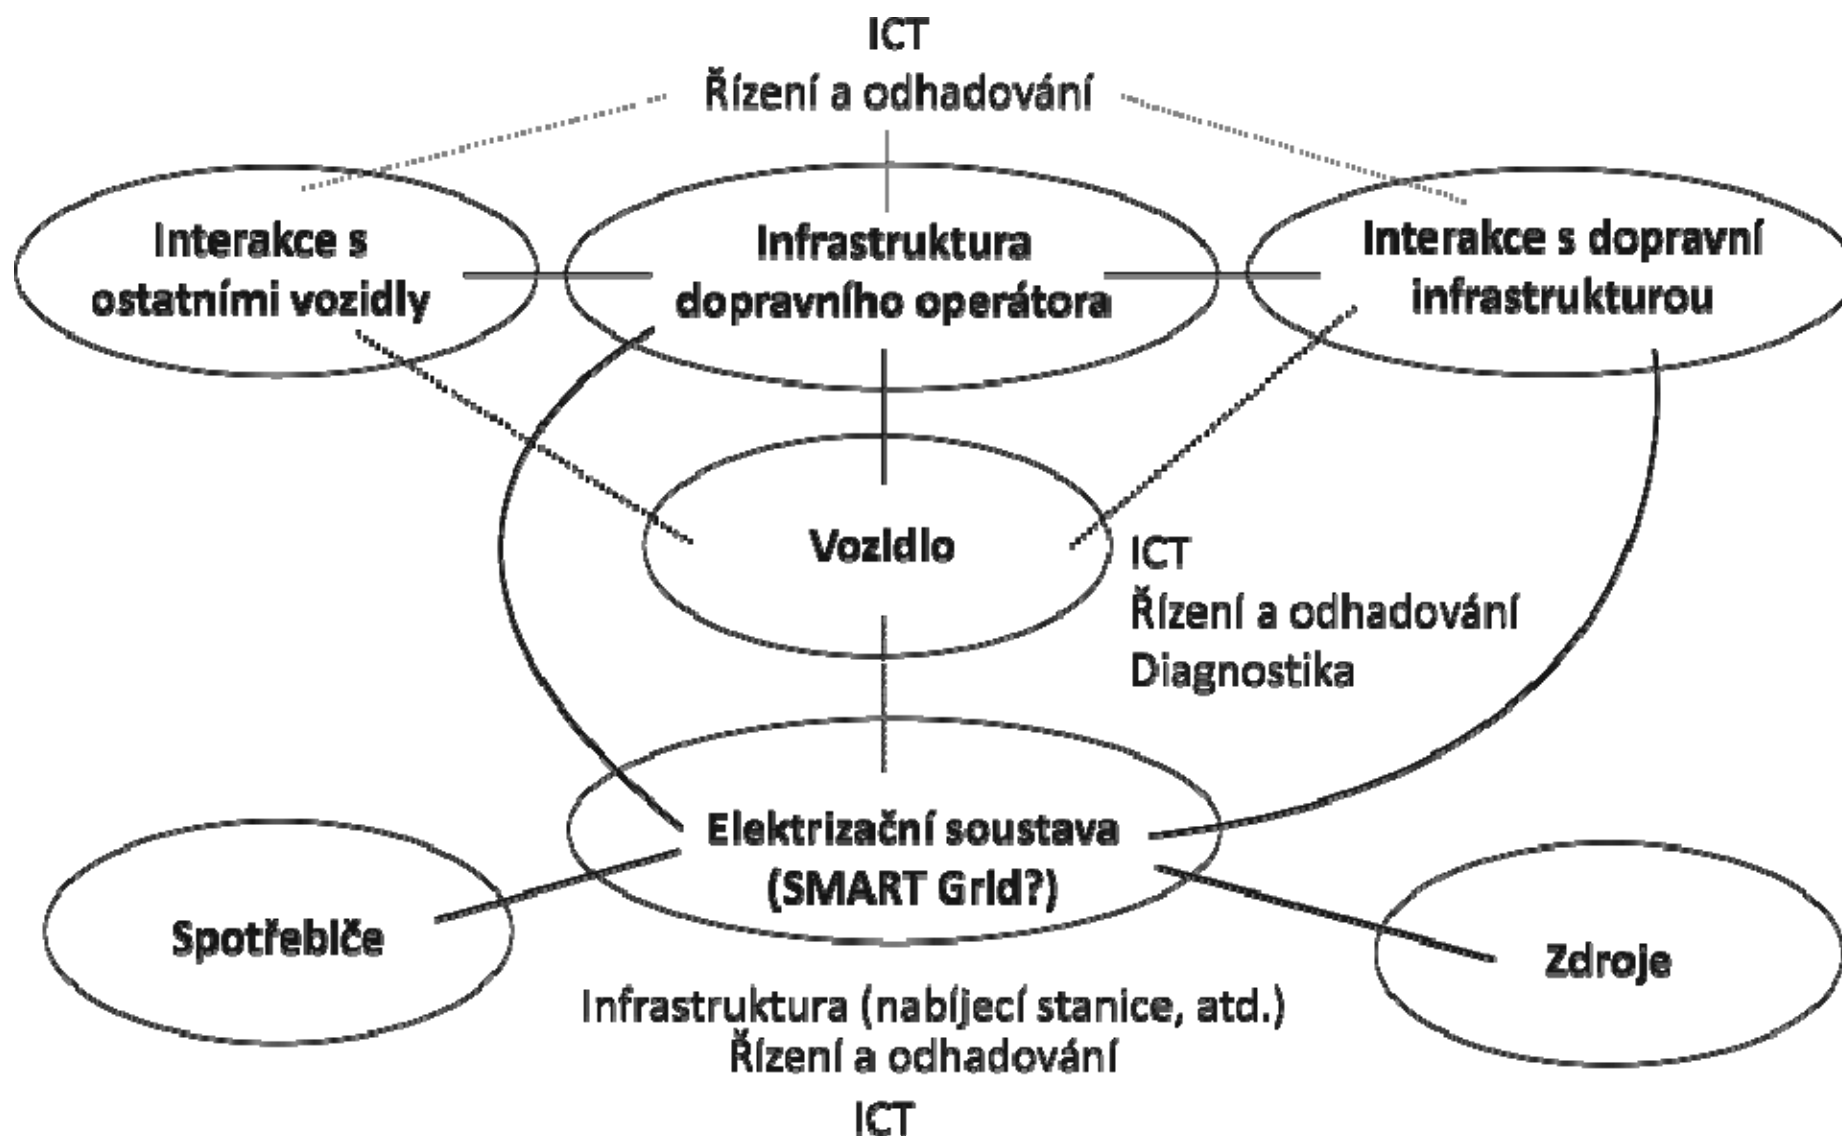 ICT
Řízení a odhadování
Interakce s
ostatními vozidly
Infrastruktura
dopravního operátora
Interakce s dopravní
infrastrukturou
Vozidlo
ICT
Řízení a odhadování
Diagnostika
Elektrizační soustava
(SMART Grid?)
Spotřebiče
Zdroje
Infrastruktura (nabíjecí stanice, atd.)
Řízení a odhadování
ICT